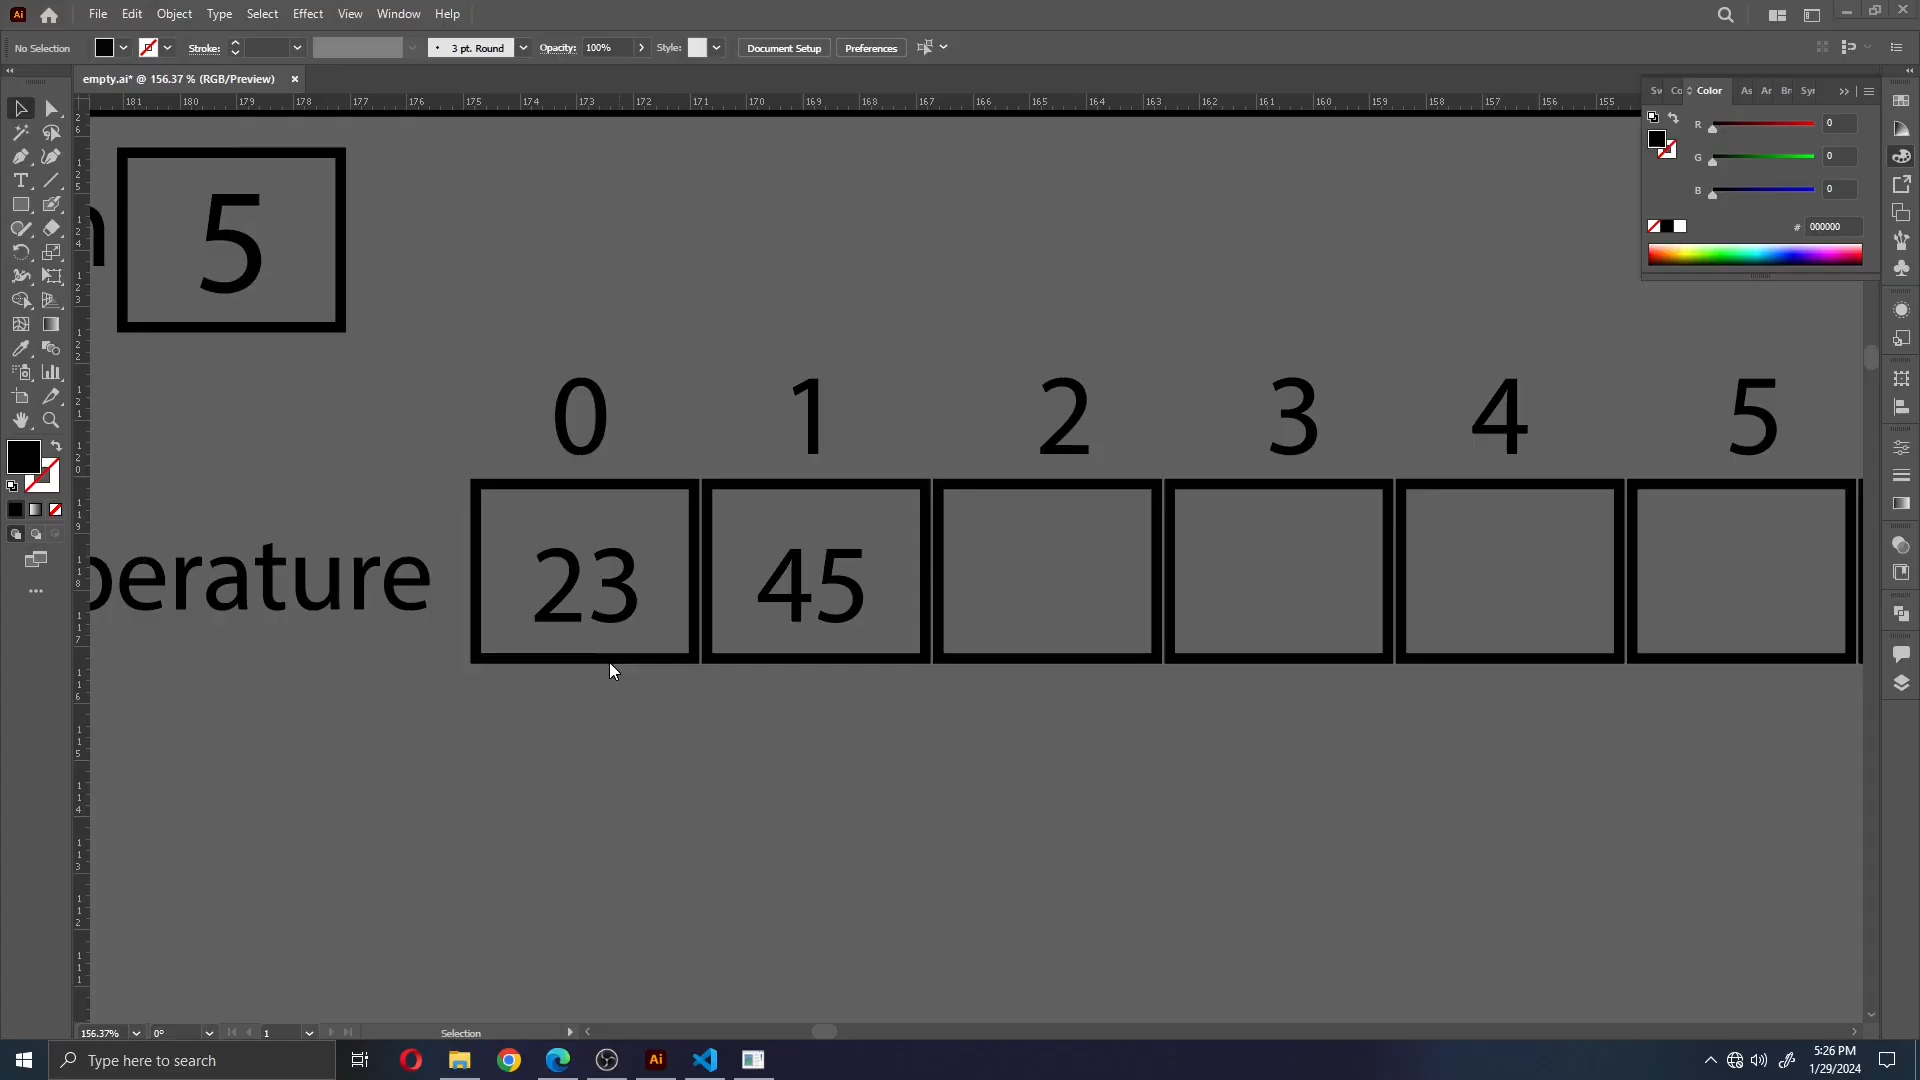 Ai File Edit Object Type Select Effect View Window Help
No Selection Stroke: 3 pt. Round Opacity: 100% Style: Document Setup Preferences
empty.ai* @ 156.37 % (RGB/Preview) ×
181 180 179 178 177 176 175 174 173 172 171 170 169 168 167 166 165 164 163 162 161 160 159 158 157 156 155
Color
R 0
G 0
B 0
# 000000
5
0 1 2 3 4 5
perature 23 45
156.37% 0° 1 Selection
Type here to search
Ai
5:26 PM
1/29/2024